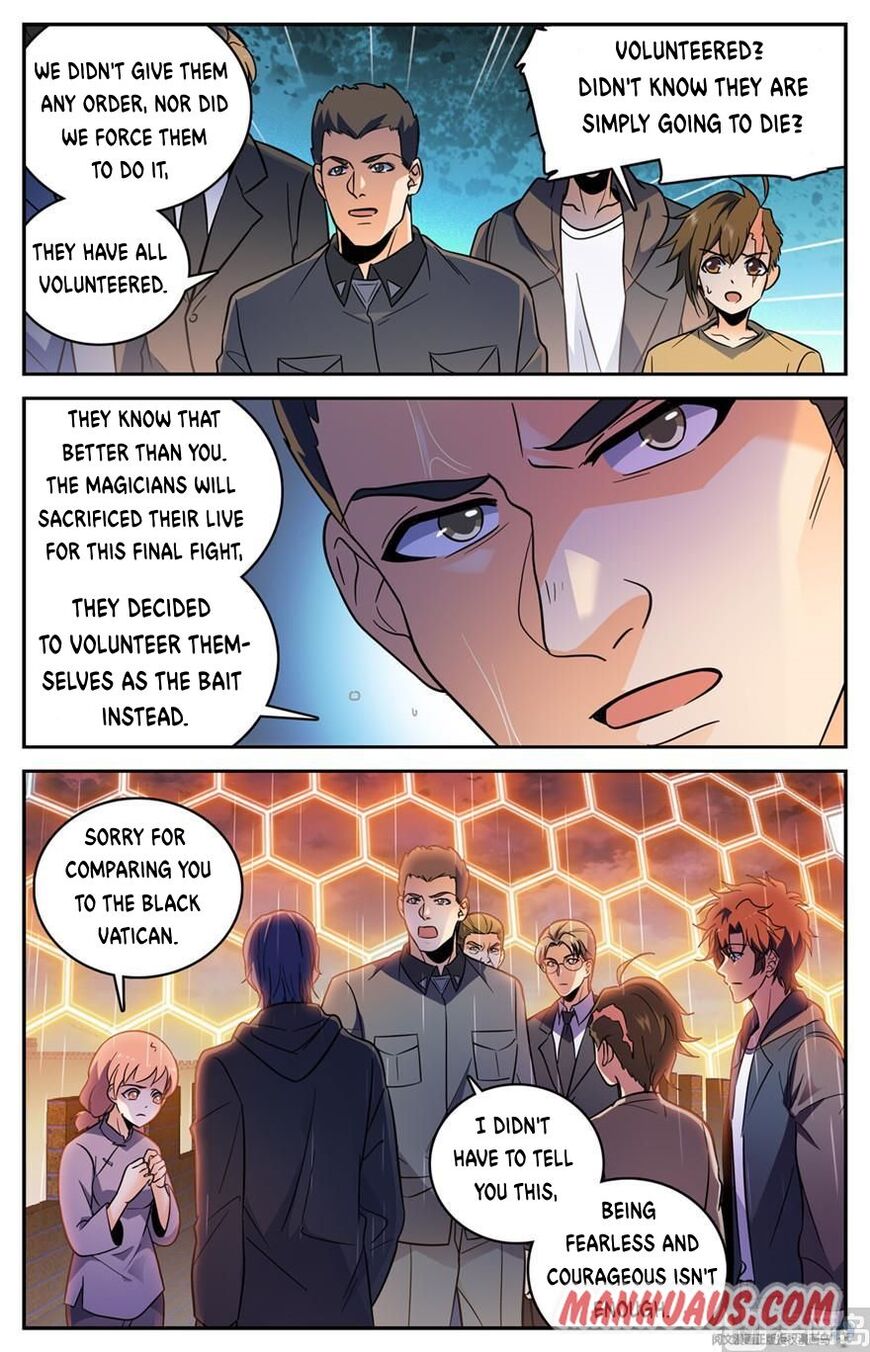 WE DIDN'T GIVE THEM
ANY ORDER, NOR DID
WE FORCE THEM
TO DO IT,
THEY HAVE ALL
VOLUNTEERED.
VOLUNTEERED?
DIDN'T KNOW THEY ARE
SIMPLY GOING TO DIE?
THEY KNOW THAT
BETTER THAN YOU.
THE MAGICIANS WILL
SACRIFICED THEIR LIVE
FOR THIS FINAL FIGHT,
THEY DECIDED
TO VOLUNTEER THEM-
SELVES AS THE BAIT
INSTEAD.
SORRY FOR
COMPARING YOU
TO THE BLACK
VATICAN.
I DIDN'T
HAVE TO TELL
YOU THIS,
BEING
FEARLESS AND
COURAGEOUS ISN'T
ENOUGH.
MANHUAUS.COM